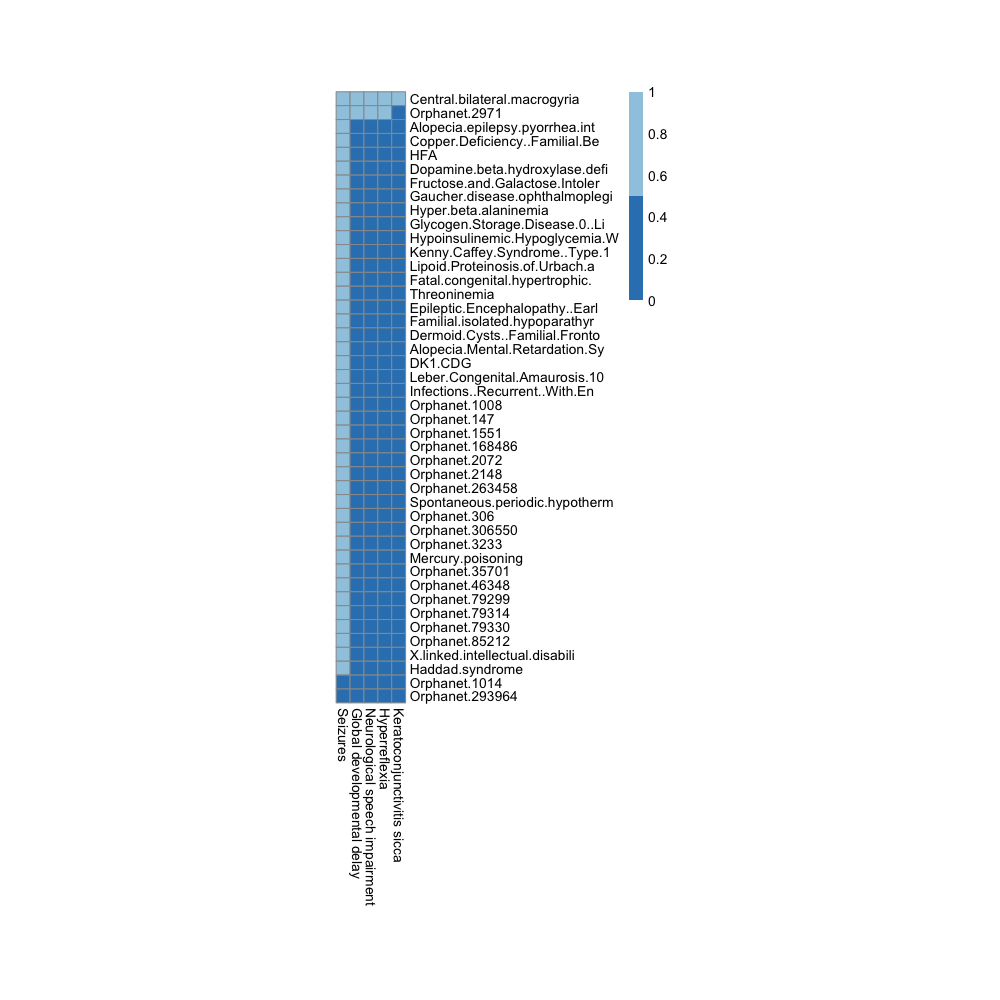 Central.bilateral.macrogyria
Orphanet.2971
Alopecia.epilepsy.pyorrhea.int
Copper.Deficiency..Familial.Be
HFA
Dopamine.beta.hydroxylase.defi
Fructose.and.Galactose.Intoler
Gaucher.disease.ophthalmoplegi
Hyper.beta.alaninemia
Glycogen.Storage.Disease.0..Li
Hypoinsulinemic.Hypoglycemia.W
Kenny.Caffey.Syndrome..Type.1
Lipoid.Proteinosis.of.Urbach.a
Fatal.congenital.hypertrophic.
Threoninemia
Epileptic.Encephalopathy..Earl
Familial.isolated.hypoparathyr
Dermoid.Cysts..Familial.Fronto
Alopecia.Mental.Retardation.Sy
DK1.CDG
Leber.Congenital.Amaurosis.10
Infections..Recurrent..With.En
Orphanet.1008
Orphanet.147
Orphanet.1551
Orphanet.168486
Orphanet.2072
Orphanet.2148
Orphanet.263458
Spontaneous.periodic.hypotherm
Orphanet.306
Orphanet.306550
Orphanet.3233
Mercury.poisoning
Orphanet.35701
Orphanet.46348
Orphanet.79299
Orphanet.79314
Orphanet.79330
Orphanet.85212
X.linked.intellectual.disabili
Haddad.syndrome
Orphanet.1014
Orphanet.293964
1
0.8
0.6
0.4
0.2
0
Seizures
Global developmental delay
Neurological speech impairment
Hyperreflexia
Keratoconjunctivitis sicca